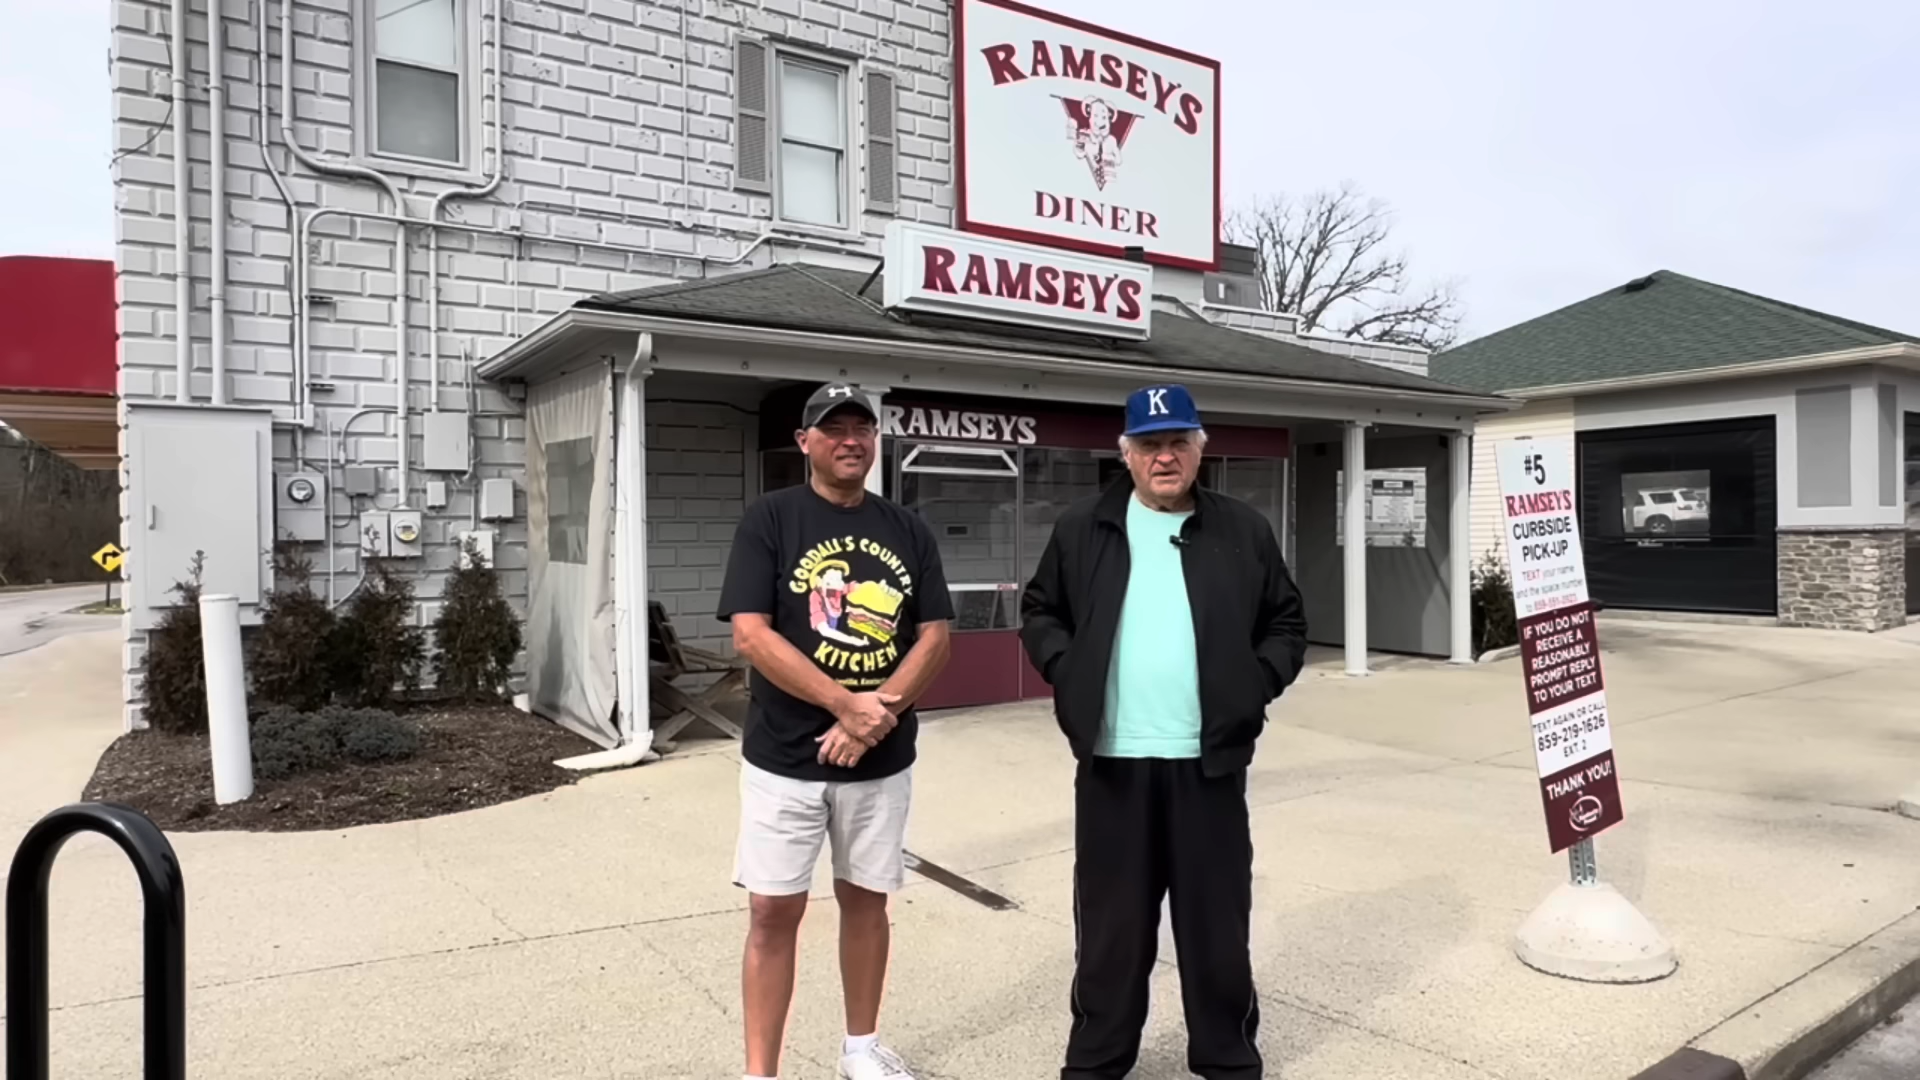 RAMSEY'S
DINER
RAMSEY'S
RAMSEYS
K
GOODALL'S COUNTRY
KITCHEN
#5
RAMSEY'S
CURBSIDE
PICK-UP
TEXT your name
and the space number
to
IF YOU DO NOT
RECEIVE A
REASONABLY
PROMPT REPLY
TO YOUR TEXT
TEXT AGAIN OR CALL
859-219-1626
EXT. 2
THANK YOU!